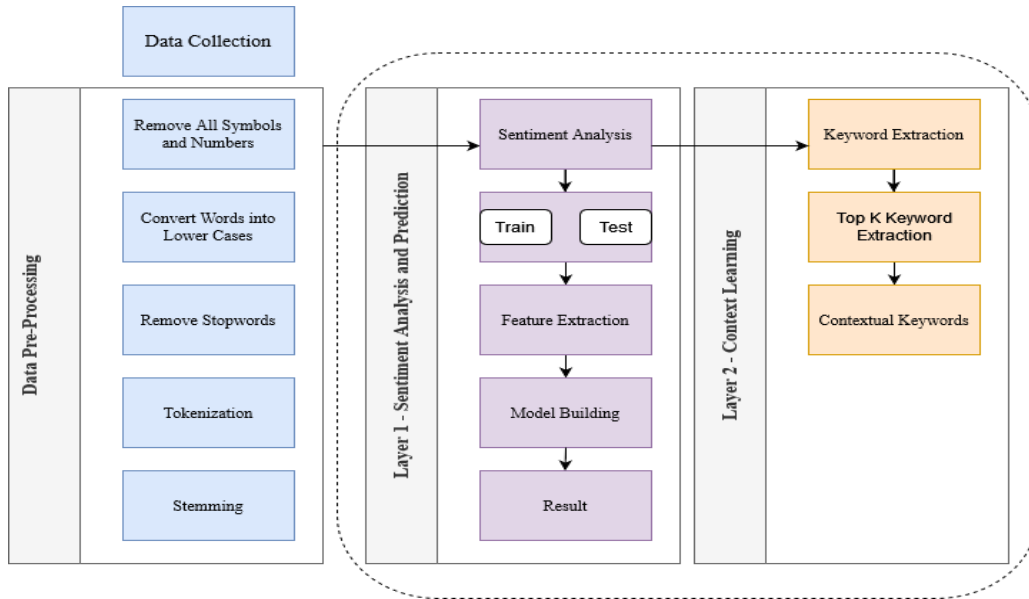 Data Collection
Data Pre-Processing
Remove All Symbols
and Numbers
Convert Words into
Lower Cases
Remove Stopwords
Tokenization
Stemming
Layer 1 - Sentiment Analysis and Prediction
Sentiment Analysis
Train
Test
Feature Extraction
Model Building
Result
Layer 2 - Context Learning
Keyword Extraction
Top K Keyword
Extraction
Contextual Keywords